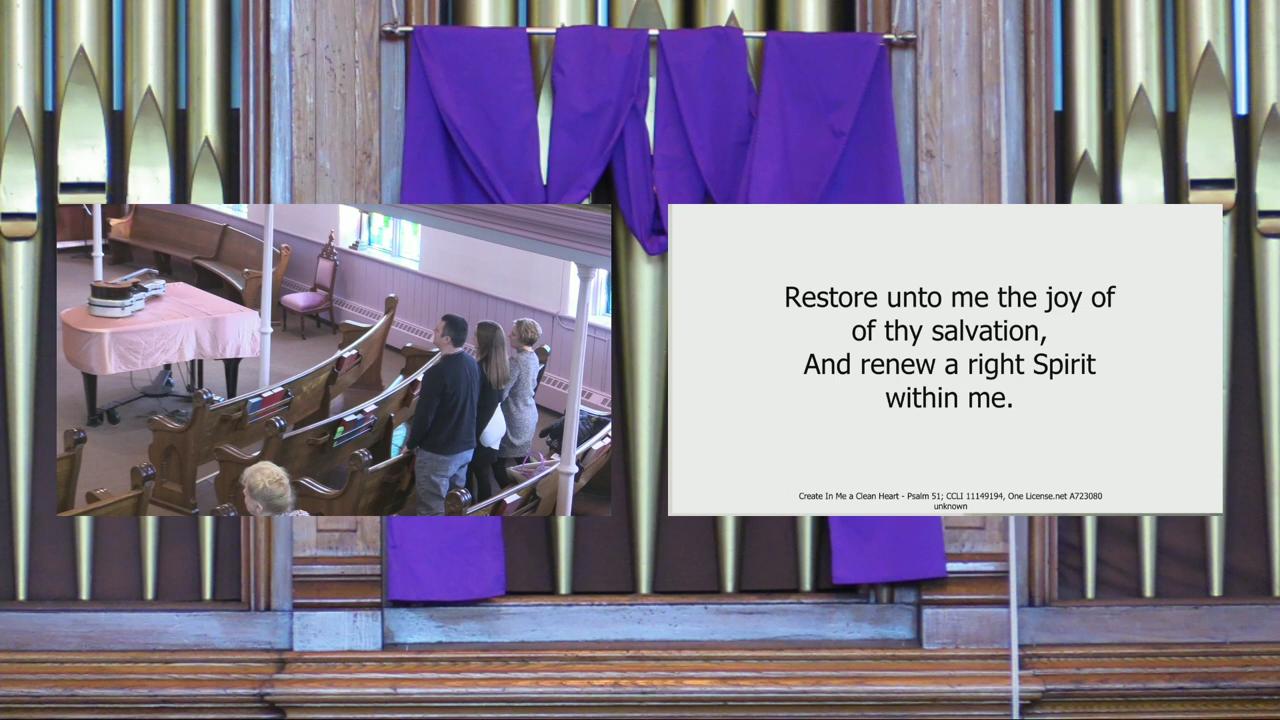 Restore unto me the joy of
of thy salvation,
And renew a right Spirit
within me.
Create In Me a Clean Heart - Psalm 51; CCLI 11149194, One License.net A723080
unknown